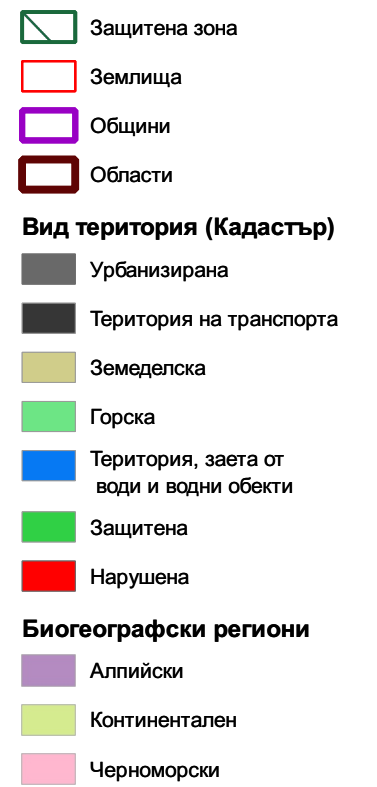 Защитена зона
Землища
Общини
Области
Вид територия (Кадастър)
Урбанизирана
Територия на транспорта
Земеделска
Горска
Територия, заета от
води и водни обекти
Защитена
Нарушена
Биогеографски региони
Алпийски
Континентален
Черноморски